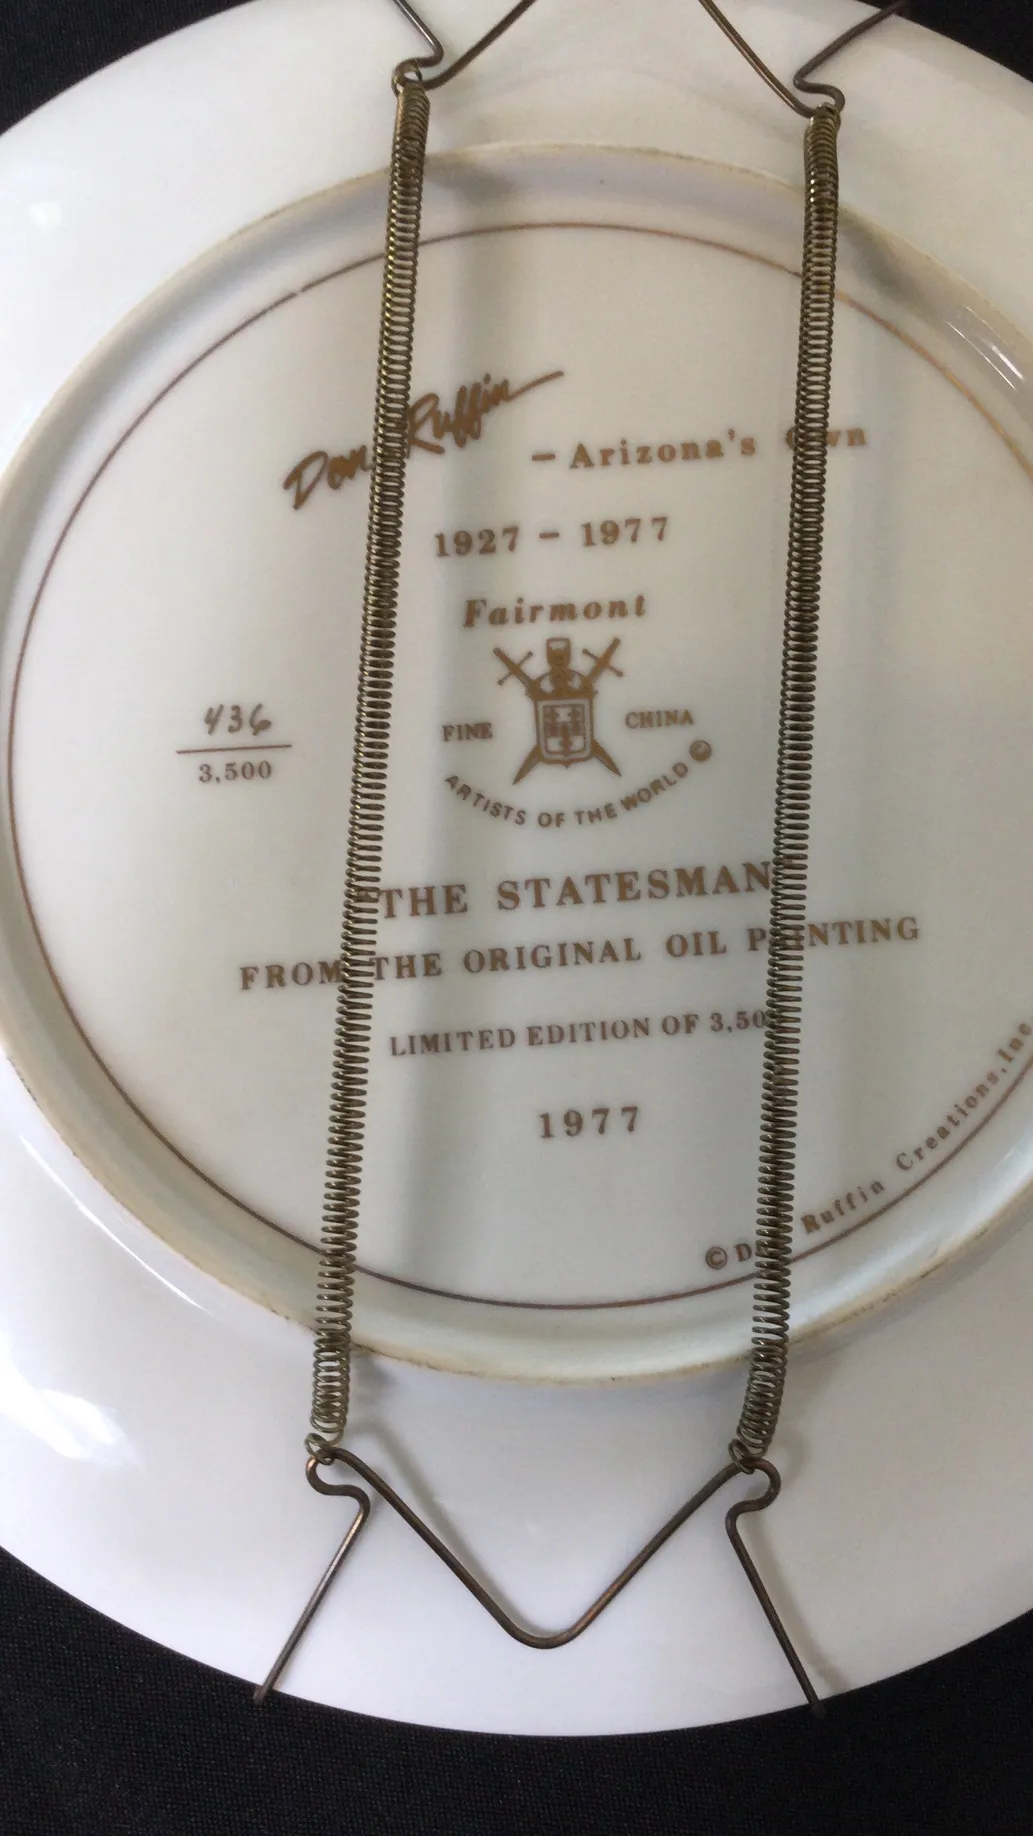 Don Ruffin
– Arizona's Own
1927 – 1977
Fairmont
FINE CHINA
ARTISTS OF THE WORLD ©
436
3,500
"THE STATESMAN
FROM THE ORIGINAL OIL PAINTING
LIMITED EDITION OF 3,500
1977
© Don Ruffin Creations, Inc